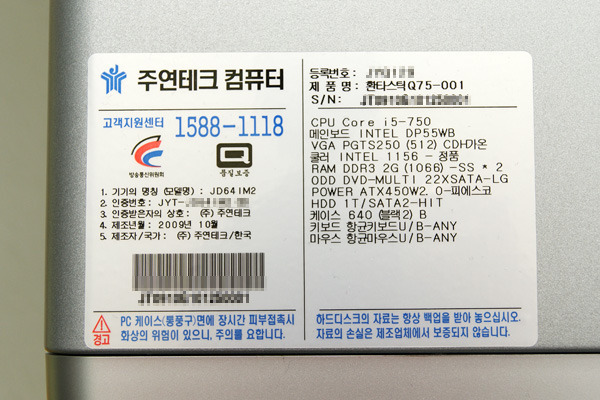 주연테크 컴퓨터
고객지원센터 1588-1118
방송통신위원회
품질보증
1. 기기의 명칭 (모델명) : JD641M2
2. 인증번호 : JYT-
3. 인증받은자의 상호 : (주) 주연테크
4. 제조년월 : 2009년 10월
5. 제조자/국가 : (주) 주연테크/한국
등록번호 :
제 품 명 : 환타스틱Q75-001
S/N:
CPU Core i5-750
메인보드 INTEL DP55WB
VGA PGTS250 (512) CDH가온
쿨러 INTEL 1156 - 정품
RAM DDR3 2G (1066) -SS * 2
ODD DVD-MULTI 22XSATA-LG
POWER ATX450W2.0-피에스코
HDD 1T/SATA2-HIT
케이스 640 (블랙2) B
키보드 항균키보드U/B-ANY
마우스 항균마우스U/B-ANY
경고
PC 케이스(통풍구)면에 장시간 피부접촉시
화상의 위험이 있으니, 주의를 요합니다.
하드디스크의 자료는 항상 백업을 받아 놓으십시오.
자료의 손실은 제조업체에서 보증되지 않습니다.